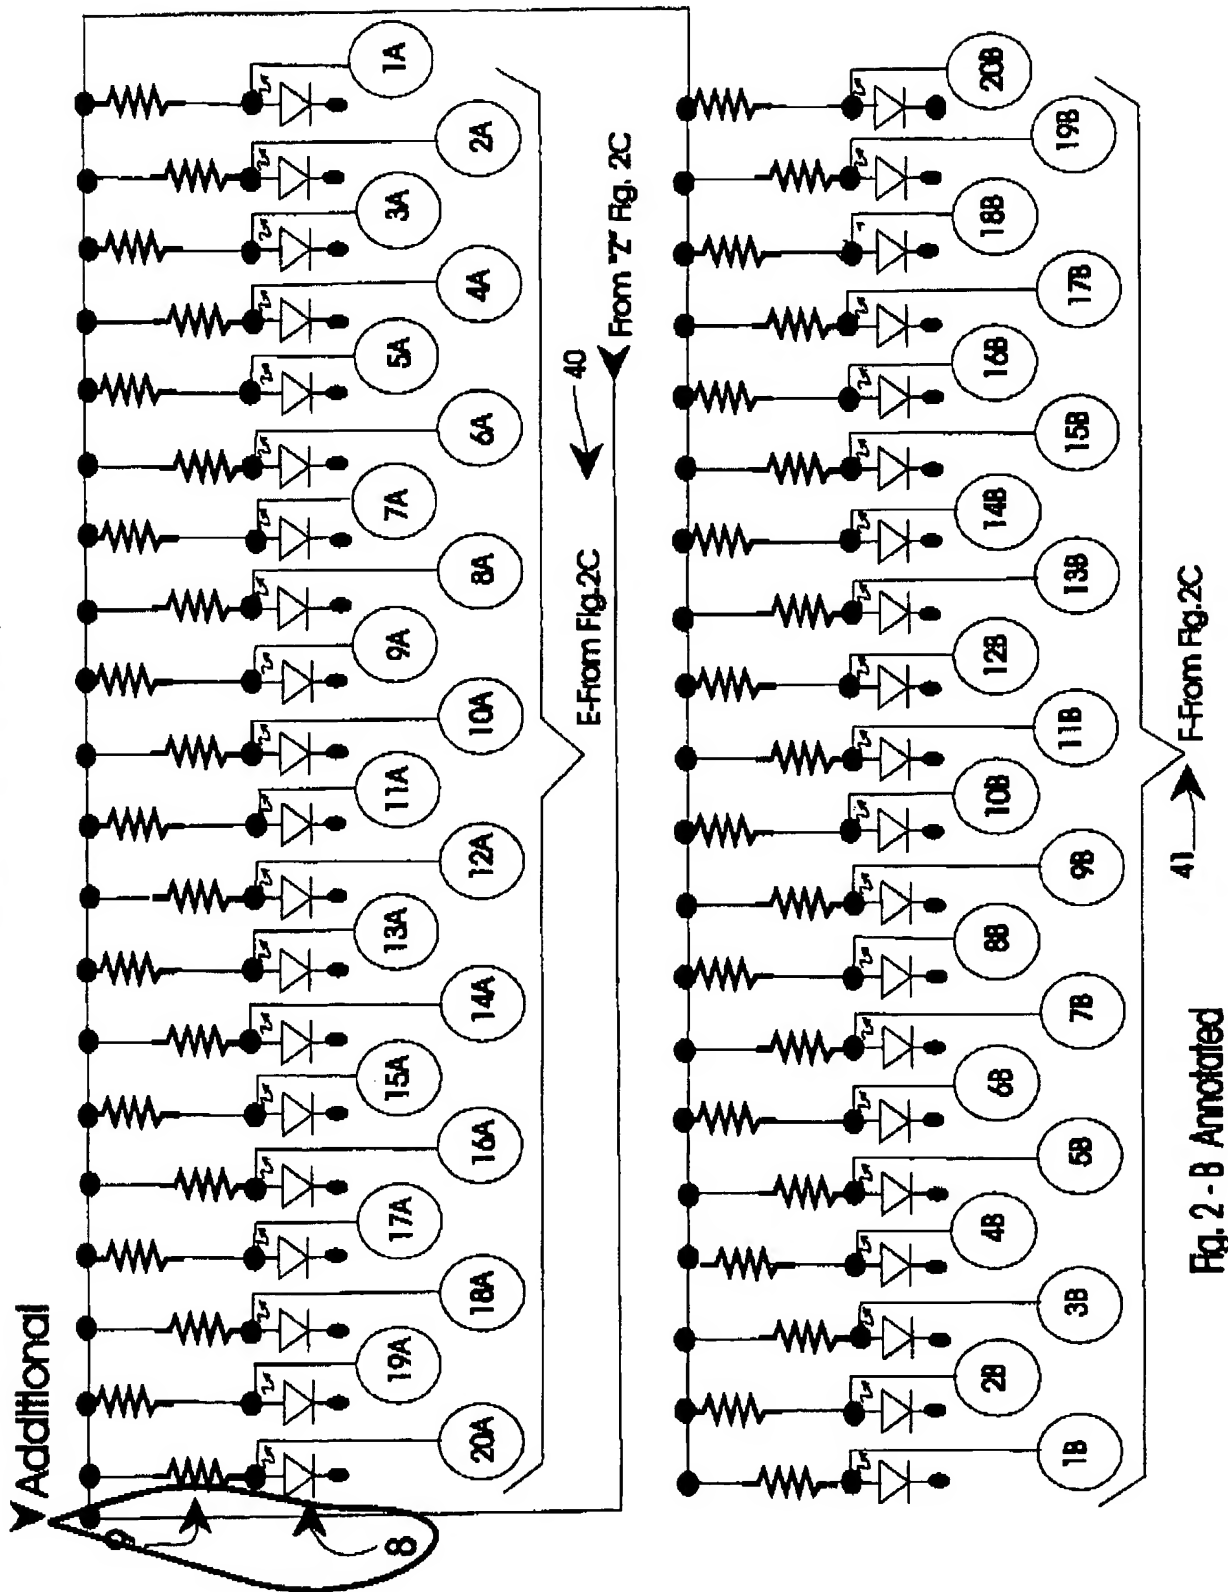 Additional
9
8
20A
19A
18A
17A
16A
15A
14A
13A
12A
11A
10A
9A
8A
7A
6A
5A
4A
3A
2A
1A
E-From Fig.2C
40
From "Z" Fig. 2C
1B
2B
3B
4B
5B
6B
7B
8B
9B
10B
11B
12B
13B
14B
15B
16B
17B
18B
19B
20B
41
F-From Fig.2C
Fig. 2 - B Annotated